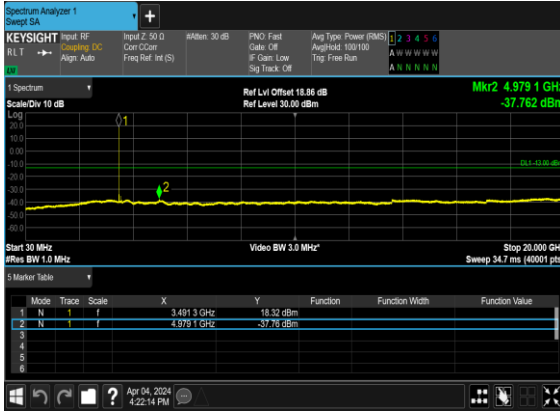 Spectrum Analyzer 1
Swept SA
KEYSIGHT
RLT
Input: RF
Coupling: DC
Align: Auto
Input Z: 50 Ω
Corr CCorr
Freq Ref: Int (S)
#Atten: 30 dB
PNO: Fast
Gate: Off
IF Gain: Low
Sig Track: Off
Avg Type: Power (RMS)
Avg|Hold: 100/100
Trig: Free Run
1 2 3 4 5 6
A W W W W W
A N N N N N
1 Spectrum
Scale/Div 10 dB
Ref Lvl Offset 18.86 dB
Ref Level 30.00 dBm
Mkr2 4.979 1 GHz
-37.762 dBm
Log
20.0
10.0
0.00
-10.0
-20.0
-30.0
-40.0
-50.0
-60.0
1
2
DL1 -13.00 dBm
Start 30 MHz
#Res BW 1.0 MHz
Video BW 3.0 MHz*
Stop 20.000 GH
Sweep 34.7 ms (40001 pts
5 Marker Table
Mode Trace Scale X Y Function Function Width Function Value
1 N 1 f 3.491 3 GHz 18.32 dBm
2 N 1 f 4.979 1 GHz -37.76 dBm
3
4
5
6
?
Apr 04, 2024
4:22:14 PM